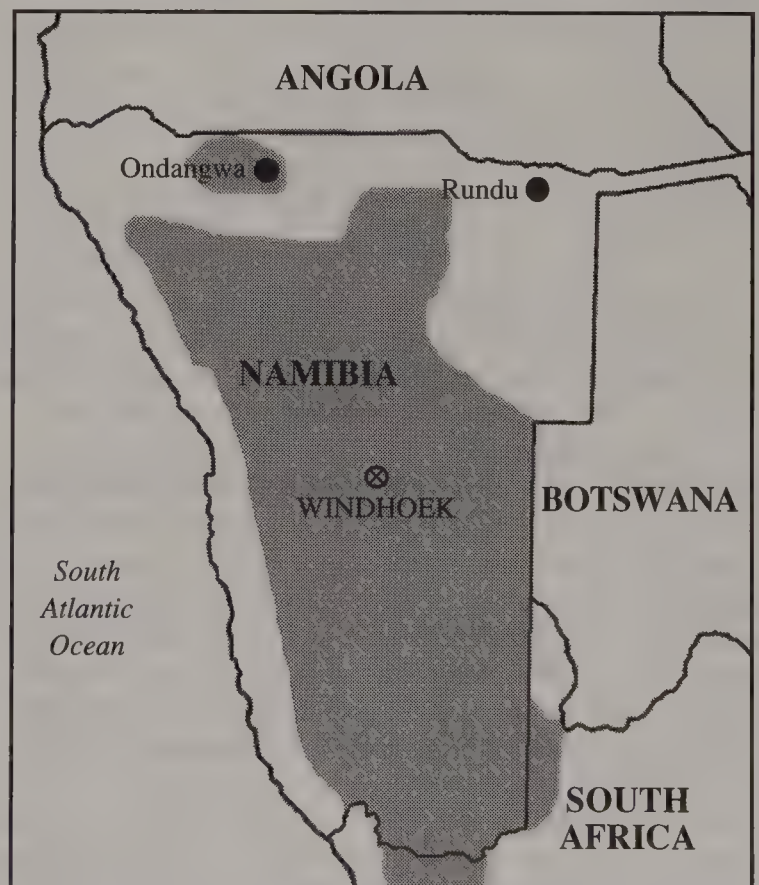 ANGOLA
Ondangwa
Rundu
NAMIBIA
WINDHOEK
BOTSWANA
South
Atlantic
Ocean
SOUTH
AFRICA